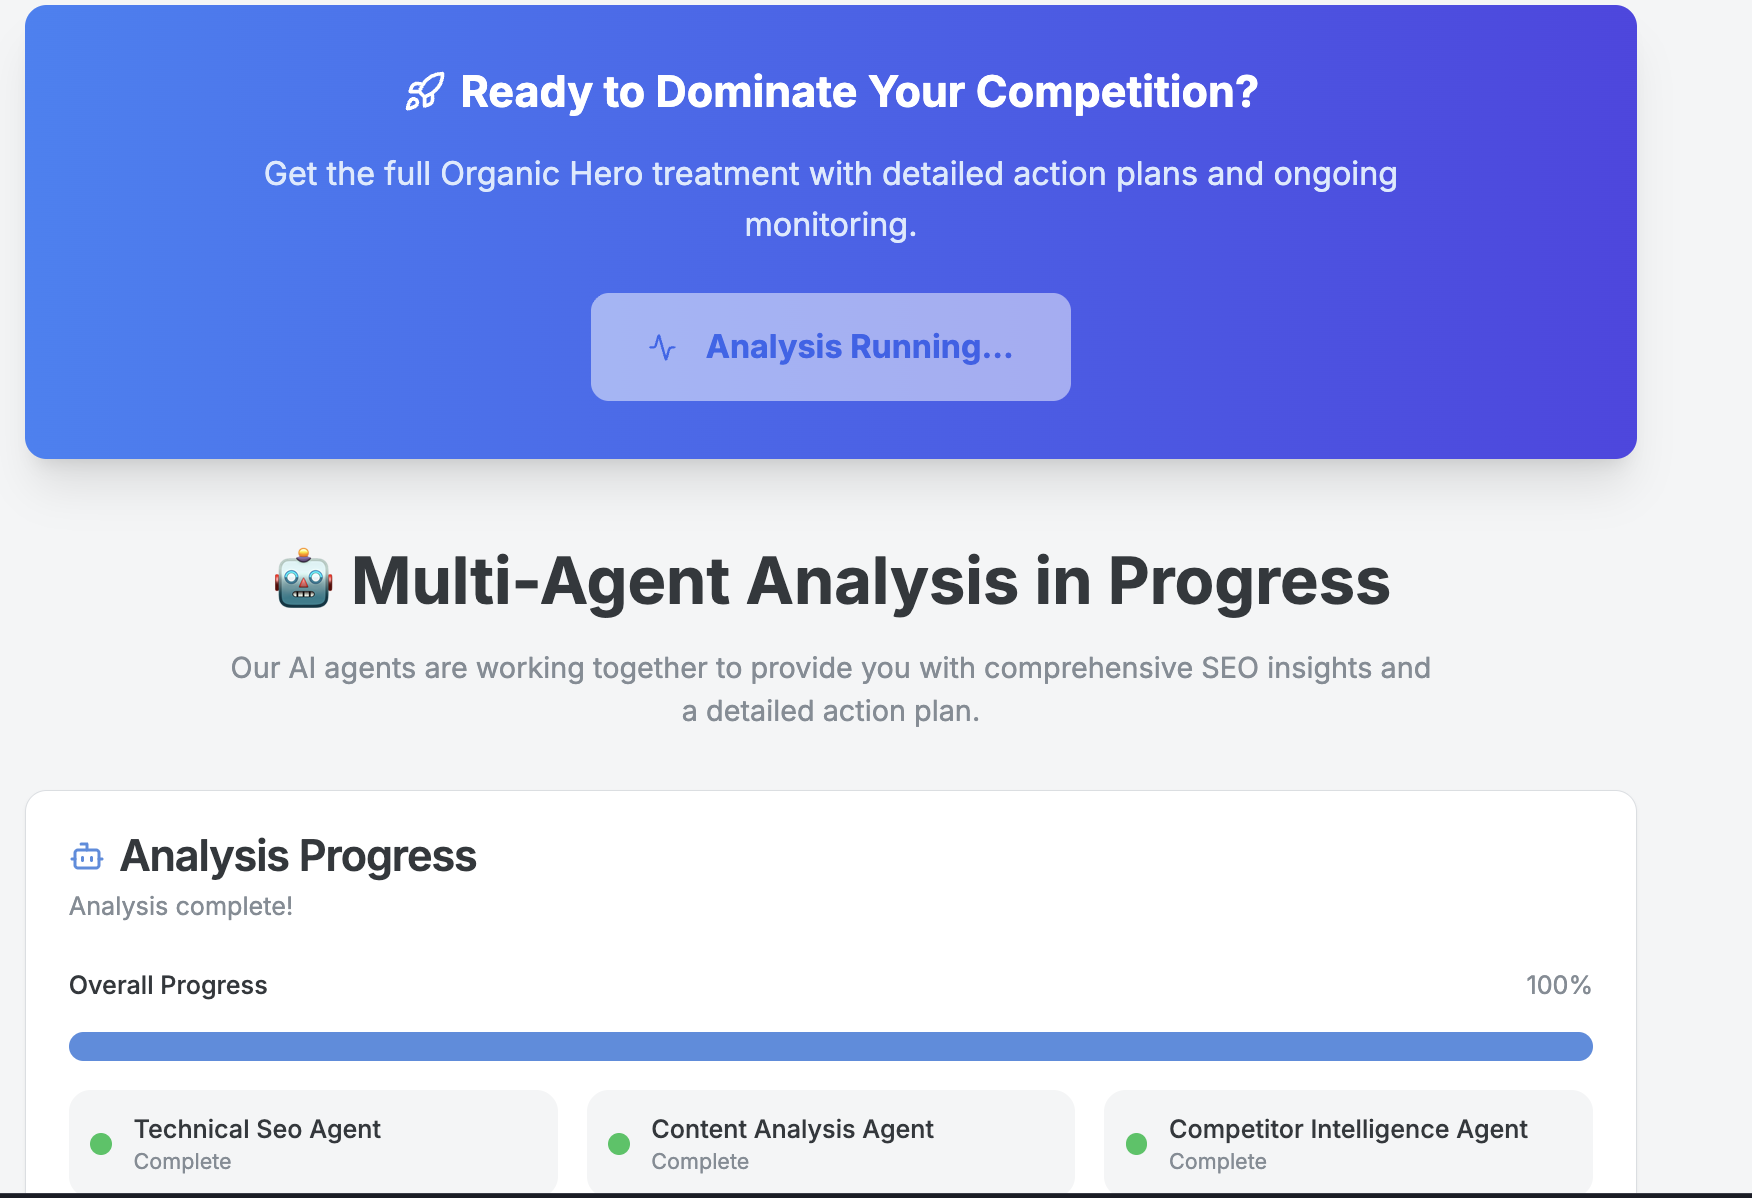 Ready to Dominate Your Competition?
Get the full Organic Hero treatment with detailed action plans and ongoing
monitoring.
Analysis Running...
Multi-Agent Analysis in Progress
Our AI agents are working together to provide you with comprehensive SEO insights and
a detailed action plan.
Analysis Progress
Analysis complete!
Overall Progress 100%
Technical Seo Agent
Complete
Content Analysis Agent
Complete
Competitor Intelligence Agent
Complete